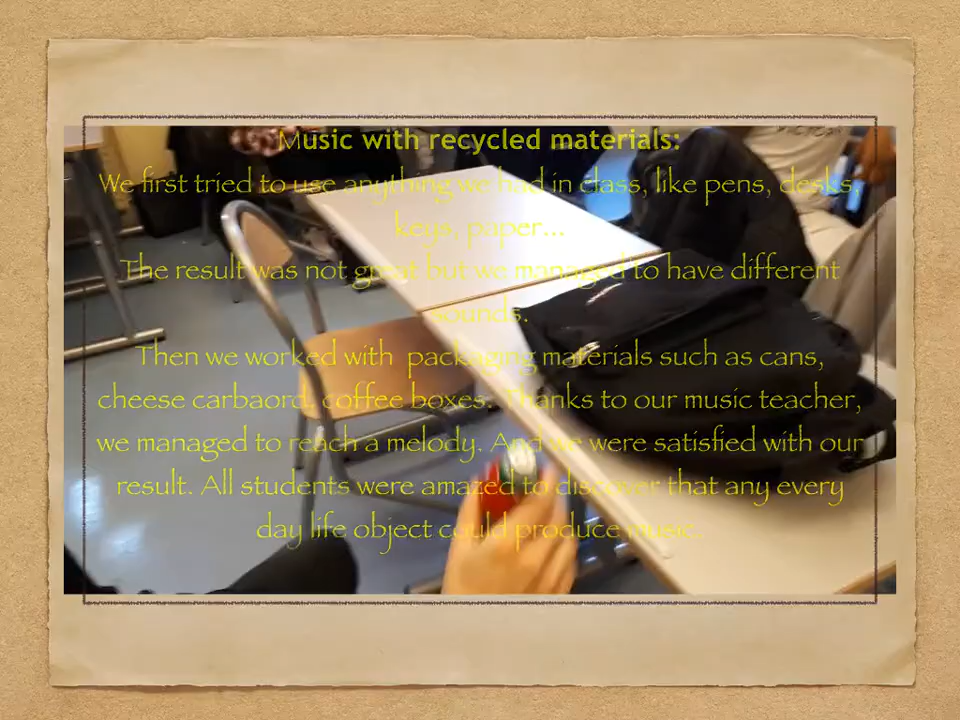 Music with recycled materials:
We first tried to use anything we had in class, like pens, desks,
keys, paper...
The result was not great but we managed to have different
sounds.
Then we worked with packaging materials such as cans,
cheese carbaord, coffee boxes. Thanks to our music teacher,
we managed to reach a melody. And we were satisfied with our
result. All students were amazed to discover that any every
day life object could produce music.